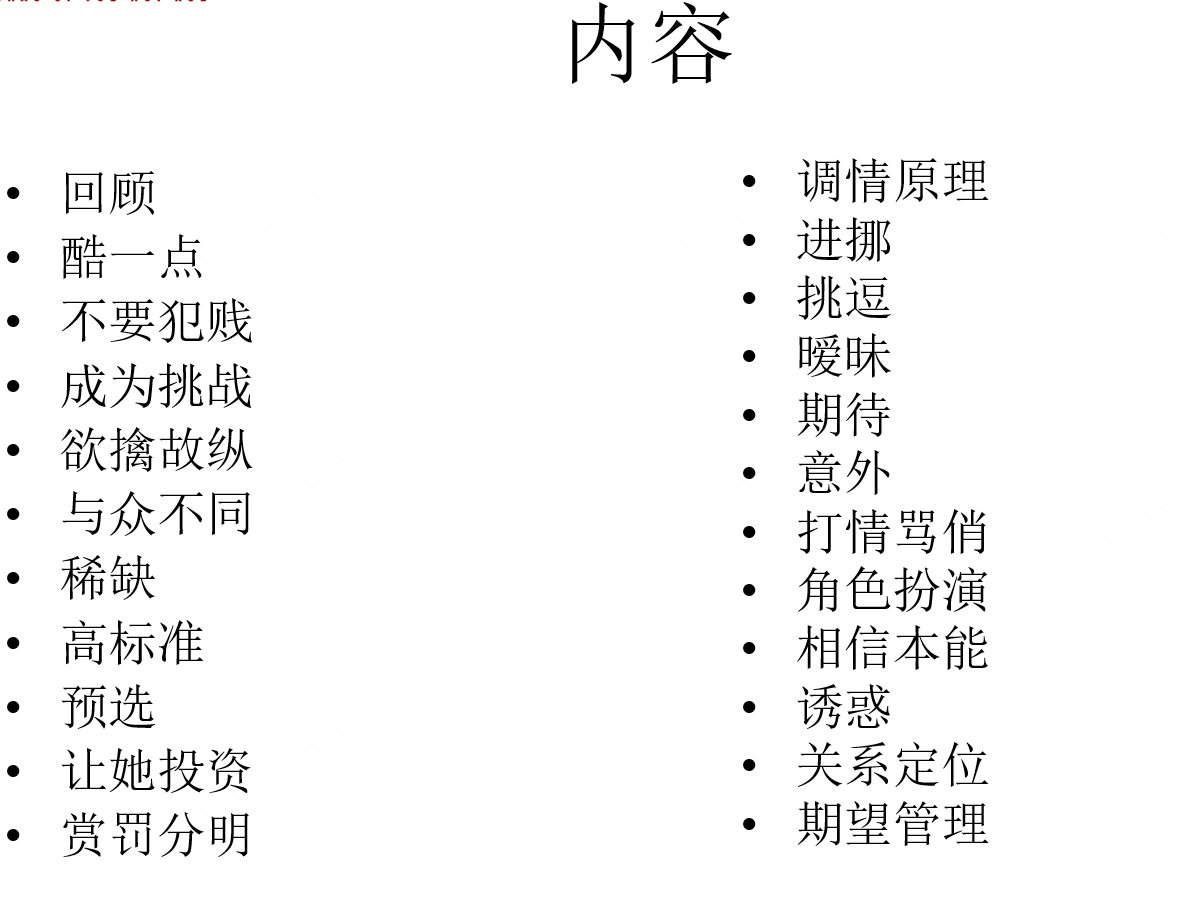 内容
• 回顾
• 酷一点
• 不要犯贱
• 成为挑战
• 欲擒故纵
• 与众不同
• 稀缺
• 高标准
• 预选
• 让她投资
• 赏罚分明
• 调情原理
• 进挪
• 挑逗
• 暧昧
• 期待
• 意外
• 打情骂俏
• 角色扮演
• 相信本能
• 诱惑
• 关系定位
• 期望管理